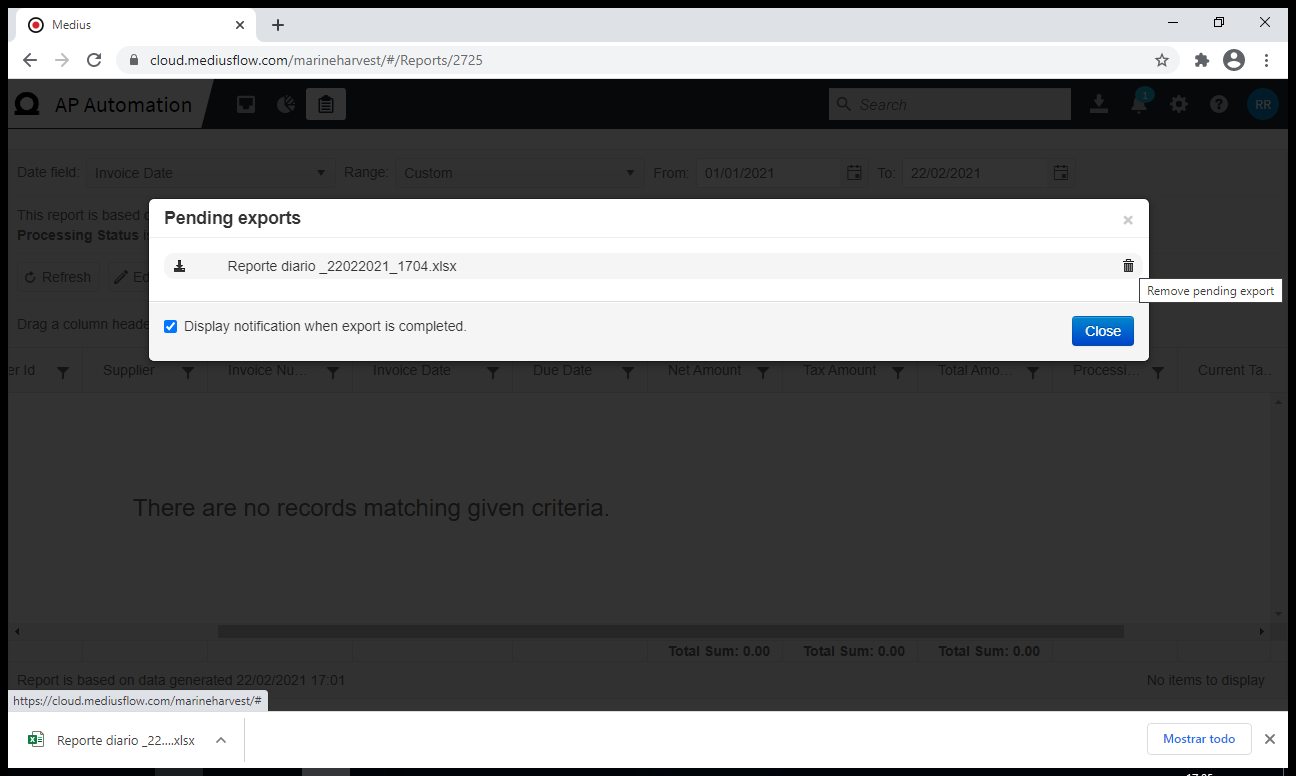 Medius
cloud.mediusflow.com/marineharvest/#/Reports/2725
AP Automation
Search
1
RR
Date field:
Invoice Date
Range:
Custom
From:
01/01/2021
To:
22/02/2021
This report is based
Processing Status
Pending exports
Reporte diario _22022021_1704.xlsx
Refresh
Ed
Remove pending export
Drag a column heade
Display notification when export is completed.
Close
er Id
Supplier
Invoice Nu...
Invoice Date
Due Date
Net Amount
Tax Amount
Total Amo...
Processi...
Current Ta..
There are no records matching given criteria.
Total Sum: 0.00
Total Sum: 0.00
Total Sum: 0.00
Report is based on data generated 22/02/2021 17:01
No items to display
https://cloud.mediusflow.com/marineharvest/#
Reporte diario _22....xlsx
Mostrar todo